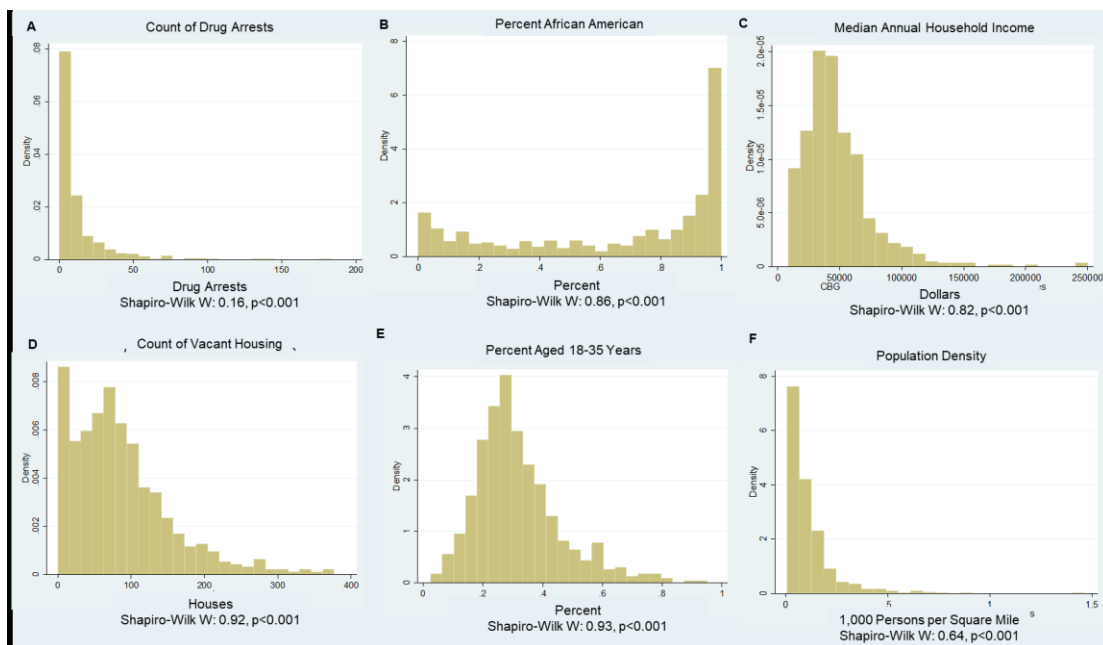 A
Count of Drug Arrests
.08
.06
.04
.02
0
Density
0 50 100 150 200
Drug Arrests
Shapiro-Wilk W: 0.16, p<0.001
B
Percent African American
8
6
4
2
0
Density
0 .2 .4 .6 .8 1
Percent
Shapiro-Wilk W: 0.86, p<0.001
C
Median Annual Household Income
2.0e-05
1.5e-05
1.0e-05
5.0e-06
0
Density
0 50000 100000 150000 200000 250000
CBG
rs
Dollars
Shapiro-Wilk W: 0.82, p<0.001
D
Count of Vacant Housing
.008
.006
.004
.002
0
Density
0 100 200 300 400
Houses
Shapiro-Wilk W: 0.92, p<0.001
E
Percent Aged 18-35 Years
4
3
2
1
0
Density
0 .2 .4 .6 .8 1
Percent
Shapiro-Wilk W: 0.93, p<0.001
F
Population Density
8
6
4
2
0
Density
0 5 1 1.5
s
1,000 Persons per Square Mile
Shapiro-Wilk W: 0.64, p<0.001